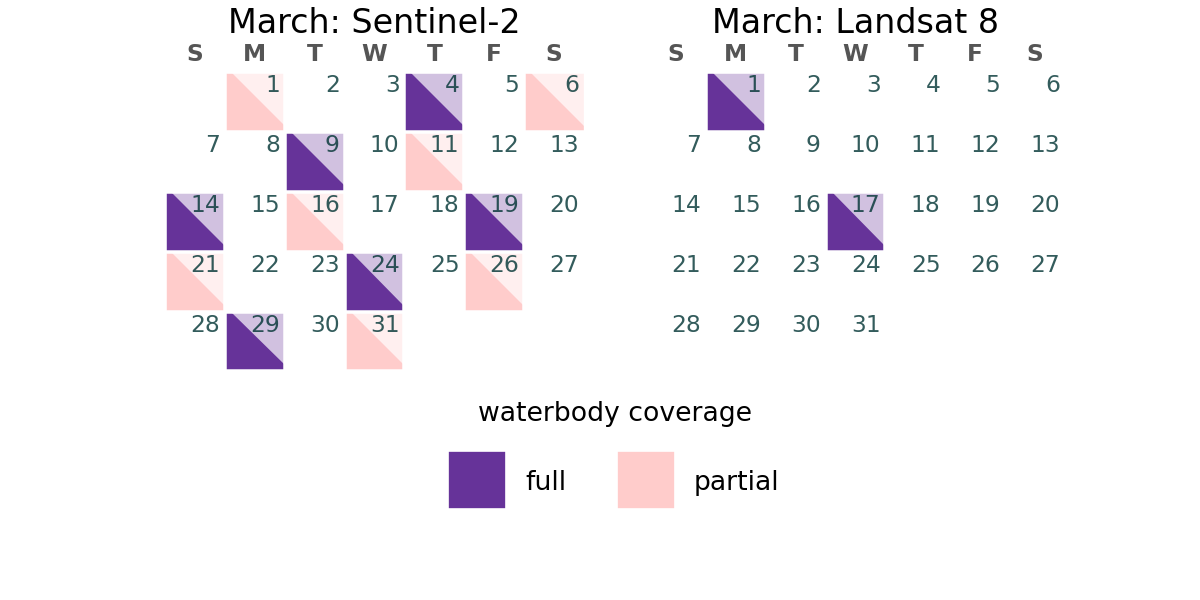 March: Sentinel-2
S M T W T F S
1 2 3 4 5 6
7 8 9 10 11 12 13
14 15 16 17 18 19 20
21 22 23 24 25 26 27
28 29 30 31
March: Landsat 8
S M T W T F S
1 2 3 4 5 6
7 8 9 10 11 12 13
14 15 16 17 18 19 20
21 22 23 24 25 26 27
28 29 30 31
waterbody coverage
full partial